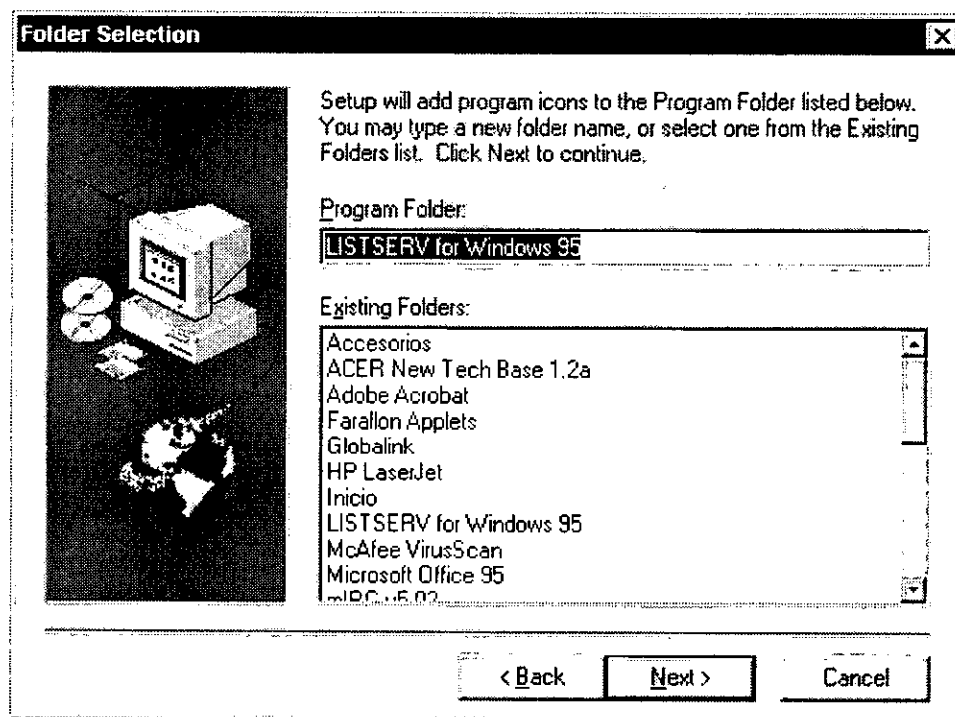 Folder Selection
Setup will add program icons to the Program Folder listed below.
You may type a new folder name, or select one from the Existing
Folders list. Click Next to continue.
Program Folder:
LISTSERV for Windows 95
Existing Folders:
Accesorios
ACER New Tech Base 1.2a
Adobe Acrobat
Farallon Applets
Globalink
HP LaserJet
Inicio
LISTSERV for Windows 95
McAfee VirusScan
Microsoft Office 95
mIRC v5.02
< Back
Next >
Cancel